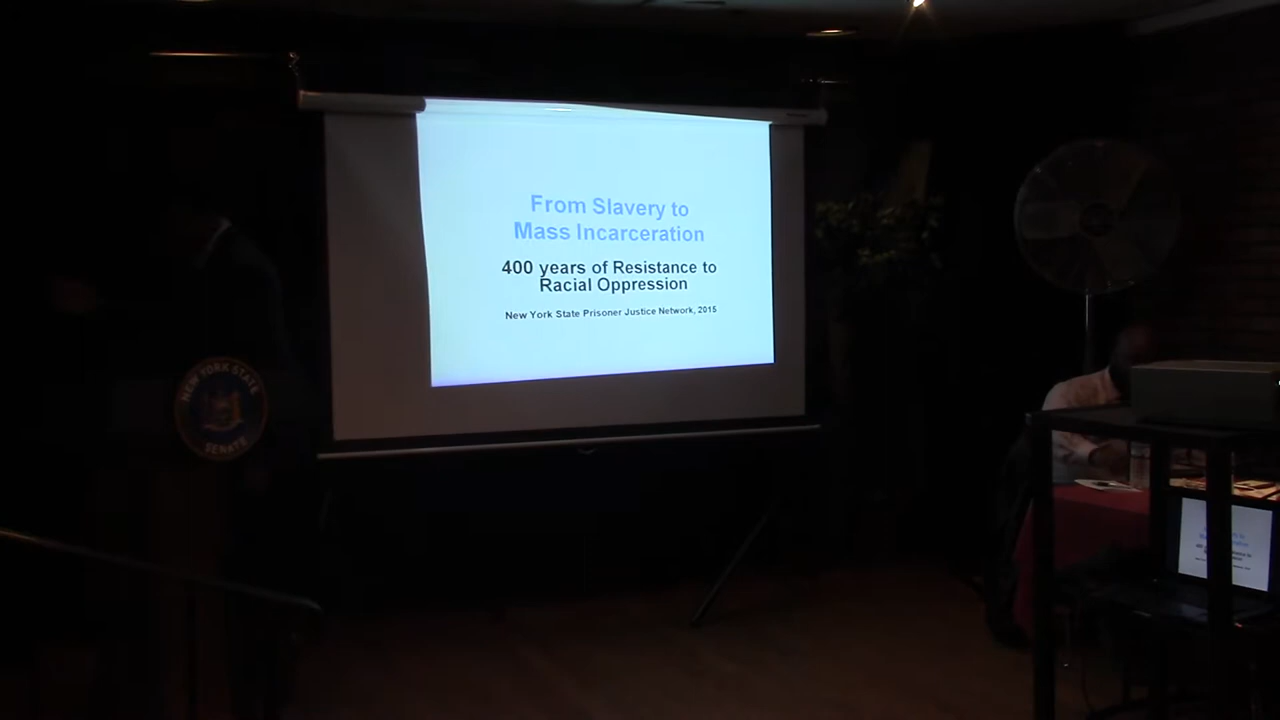 From Slavery to
Mass Incarceration
400 years of Resistance to
Racial Oppression
New York State Prisoner Justice Network, 2015
NEW YORK STATE
SENATE